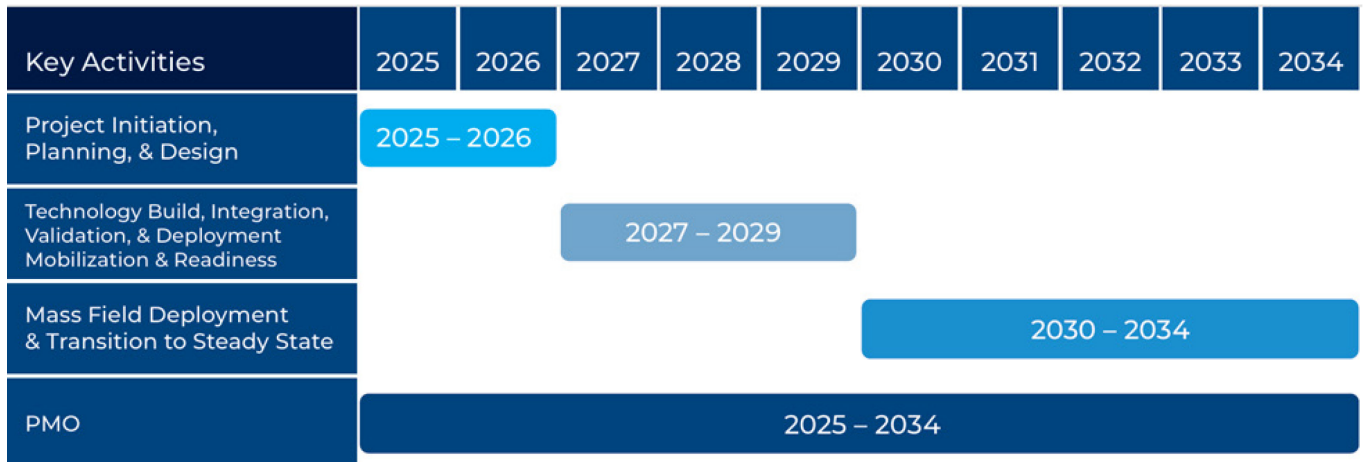 Key Activities 2025 2026 2027 2028 2029 2030 2031 2032 2033 2034
Project Initiation,
Planning, & Design
2025 – 2026
Technology Build, Integration,
Validation, & Deployment
Mobilization & Readiness
2027 – 2029
Mass Field Deployment
& Transition to Steady State
2030 – 2034
PMO
2025 – 2034